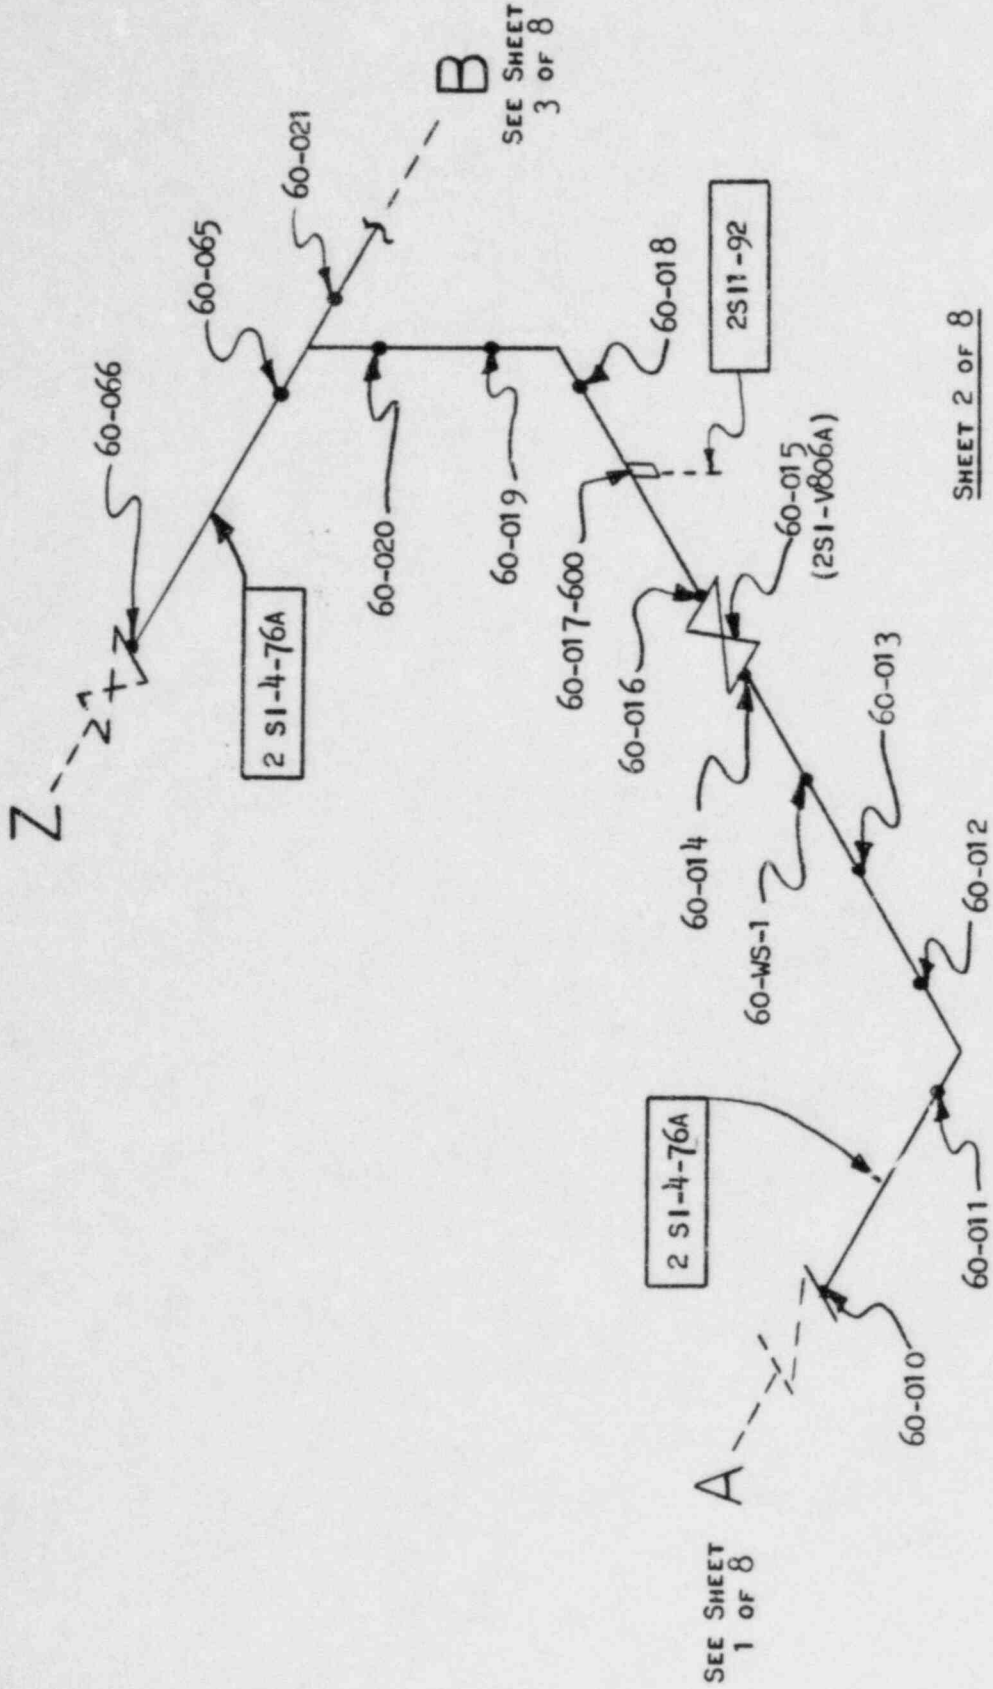 Z
60-066
60-065
60-021
B
SEE SHEET
3 OF 8
2 SI-4-76A
60-020
60-019
60-018
60-017-600
2SI1-92
60-016
60-015
(2SI-V806A)
60-014
60-WS-1
60-013
60-012
2 SI-4-76A
60-011
60-010
A
SEE SHEET
1 OF 8
SHEET 2 OF 8